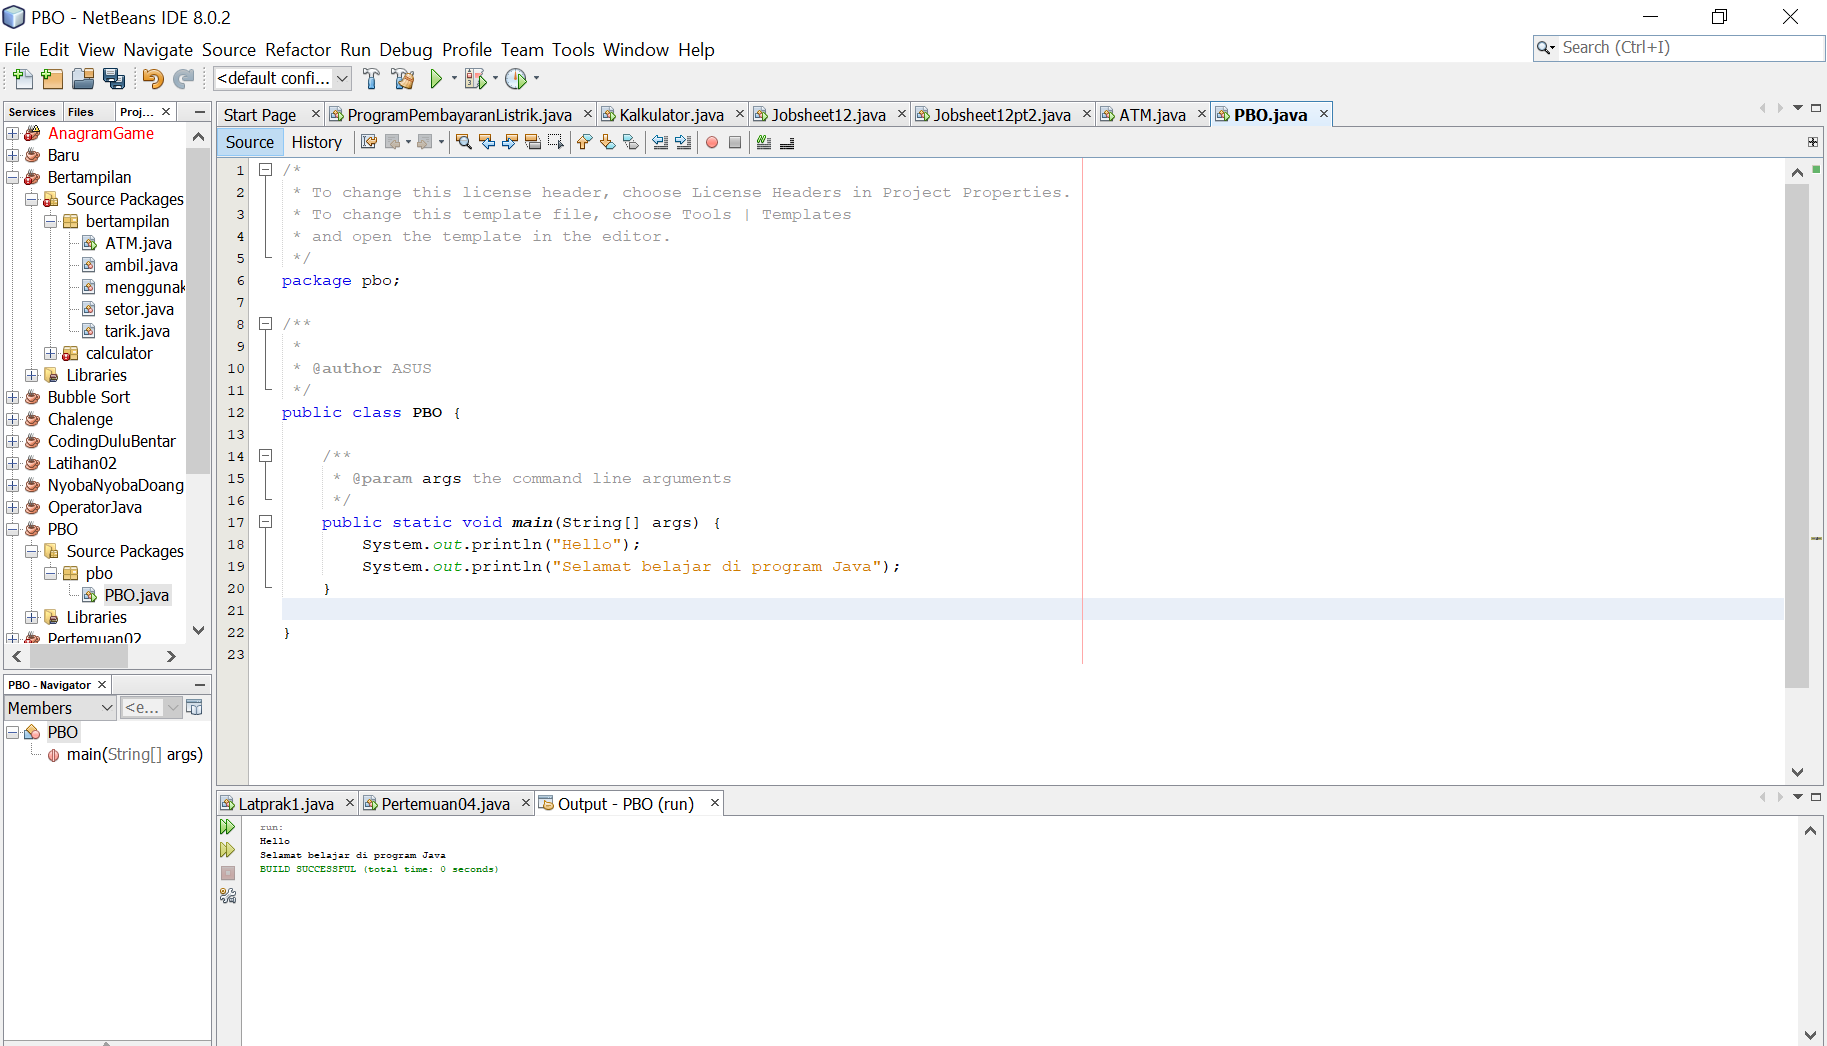 PBO - NetBeans IDE 8.0.2
File Edit View Navigate Source Refactor Run Debug Profile Team Tools Window Help
Search (Ctrl+I)
<default confi...
Services Files Proj...
AnagramGame
Baru
Bertampilan
Source Packages
bertampilan
ATM.java
ambil.java
menggunak
setor.java
tarik.java
calculator
Libraries
Bubble Sort
Chalenge
CodingDuluBentar
Latihan02
NyobaNyobaDoang
OperatorJava
PBO
Source Packages
pbo
PBO.java
Libraries
Pertemuan02
PBO - Navigator
Members <e...
PBO
main(String[] args)
Start Page ProgramPembayaranListrik.java Kalkulator.java Jobsheet12.java Jobsheet12pt2.java ATM.java PBO.java
Source History
1 /*
2 * To change this license header, choose License Headers in Project Properties.
3 * To change this template file, choose Tools | Templates
4 * and open the template in the editor.
5 */
6 package pbo;
7
8 /**
9 *
10 * @author ASUS
11 */
12 public class PBO {
13
14 /**
15 * @param args the command line arguments
16 */
17 public static void main(String[] args) {
18 System.out.println("Hello");
19 System.out.println("Selamat belajar di program Java");
20 }
21
22 }
23
Latprak1.java Pertemuan04.java Output - PBO (run)
run:
Hello
Selamat belajar di program Java
BUILD SUCCESSFUL (total time: 0 seconds)